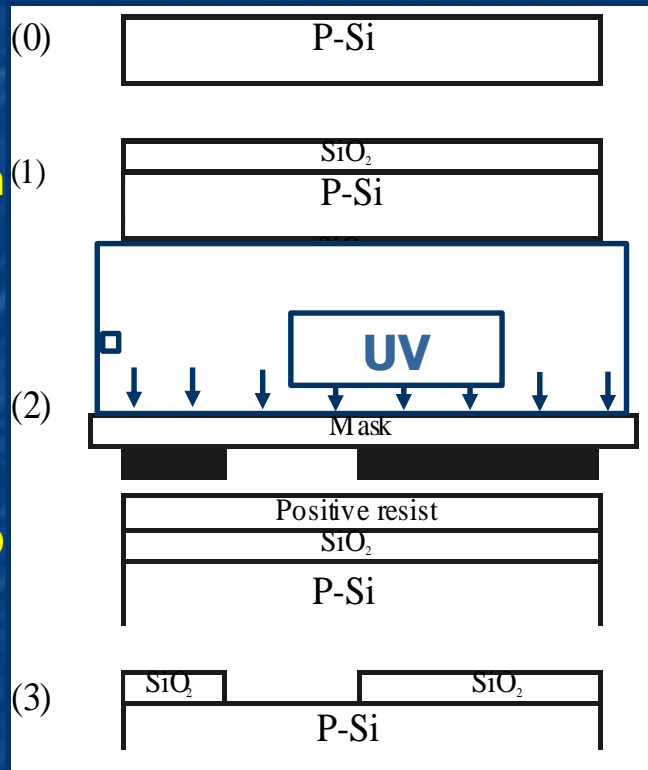 (0)
P-Si
SiO₂
(1)
P-Si
UV
(2)
Mask
Positive resist
SiO₂
P-Si
SiO₂ SiO₂
(3)
P-Si